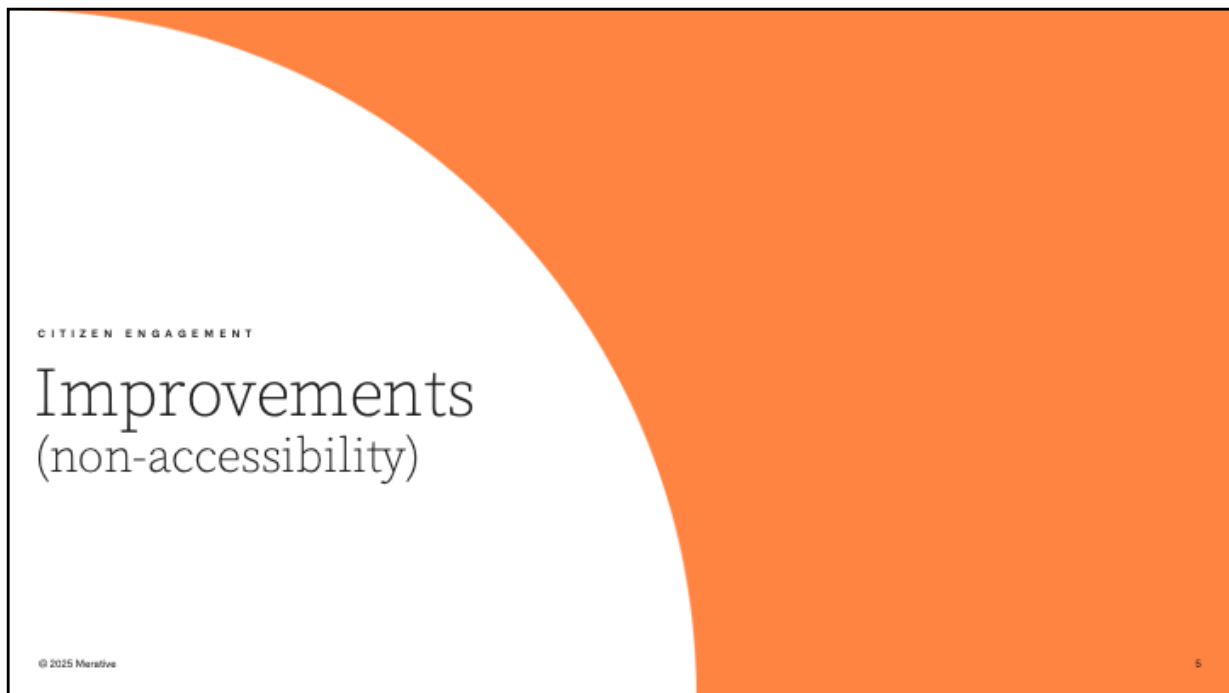 CITIZEN ENGAGEMENT
Improvements
(non-accessibility)
© 2025 Merative
5